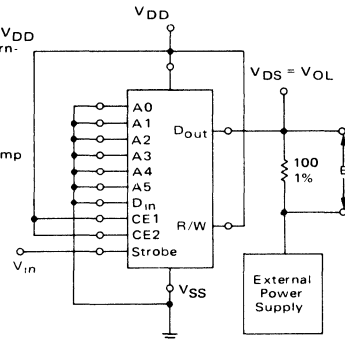 VDD
VDD
rn-
VDS = VOL
A0
A1
A2
Dout
A3
mp
A4
100
1%
E
A5
Din
CE1
R/W
CE2
Strobe
Vin
VSS
External
Power
Supply